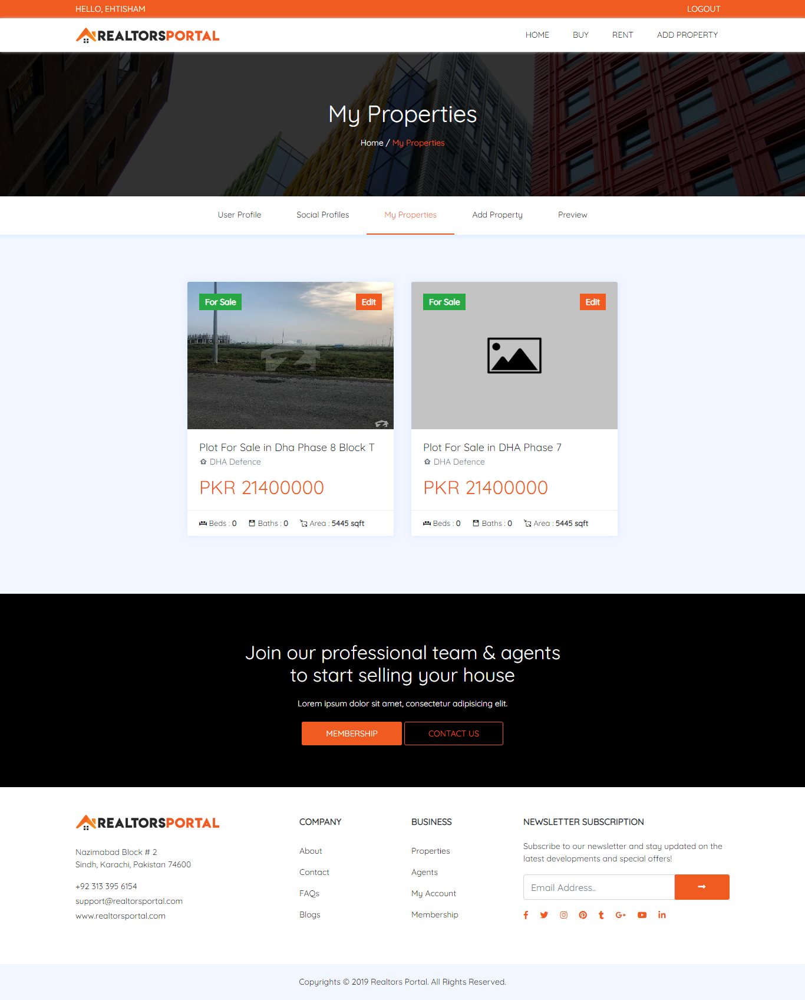 HELLO, EHTISHAM
LOGOUT
REALTORSPORTAL
HOME BUY RENT ADD PROPERTY
My Properties
Home / My Properties
User Profile Social Profiles My Properties Add Property Preview
For Sale
Edit
Plot For Sale in Dha Phase 8 Block T
DHA Defence
PKR 21400000
Beds : 0 Baths : 0 Area : 5445 sqft
For Sale
Edit
Plot For Sale in DHA Phase 7
DHA Defence
PKR 21400000
Beds : 0 Baths : 0 Area : 5445 sqft
Join our professional team & agents
to start selling your house
Lorem ipsum dolor sit amet, consectetur adipisicing elit.
MEMBERSHIP
CONTACT US
REALTORSPORTAL
Nazimabad Block # 2
Sindh, Karachi, Pakistan 74600
+92 313 395 6154
support@realtorsportal.com
www.realtorsportal.com
COMPANY
About
Contact
FAQs
Blogs
BUSINESS
Properties
Agents
My Account
Membership
NEWSLETTER SUBSCRIPTION
Subscribe to our newsletter and stay updated on the
latest developments and special offers!
Email Address..
Copyrights © 2019 Realtors Portal. All Rights Reserved.